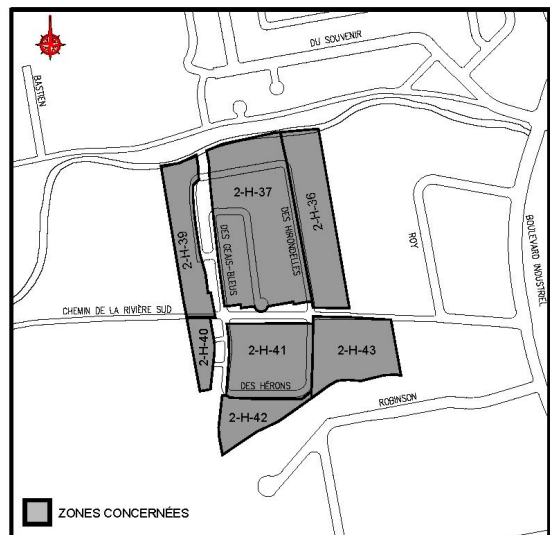 DU SOUVENIR
BASTIEN
2-H-37
2-H-36
2-H-39
DES GEAIS-BLEUS
DES HIRONDELLES
ROY
BOULEVARD INDUSTRIEL
CHEMIN DE LA RIVIÈRE SUD
2-H-40
2-H-41
2-H-43
DES HÉRONS
2-H-42
ROBINSON
ZONES CONCERNÉES